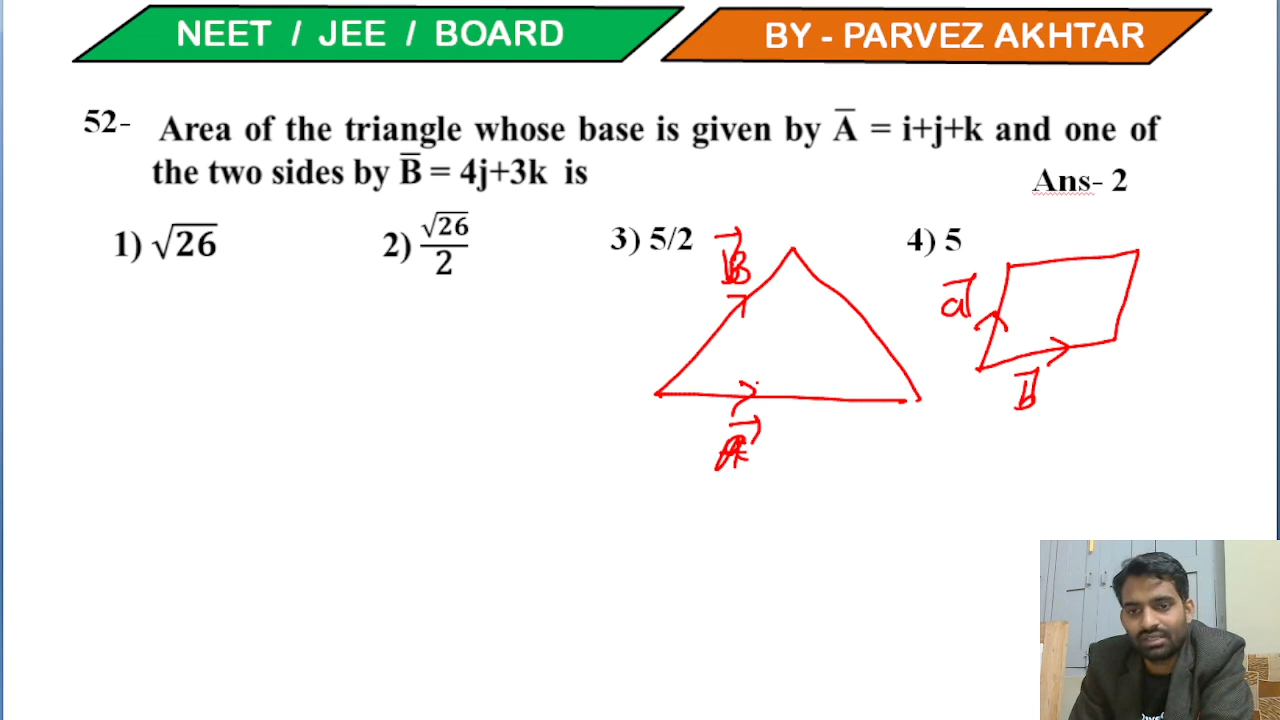 NEET / JEE / BOARD
BY - PARVEZ AKHTAR
52- Area of the triangle whose base is given by A̅ = i+j+k and one of
the two sides by B̅ = 4j+3k is
Ans- 2
1) √26 2) √26/2 3) 5/2 4) 5
B⃗
a⃗
b⃗
A⃗